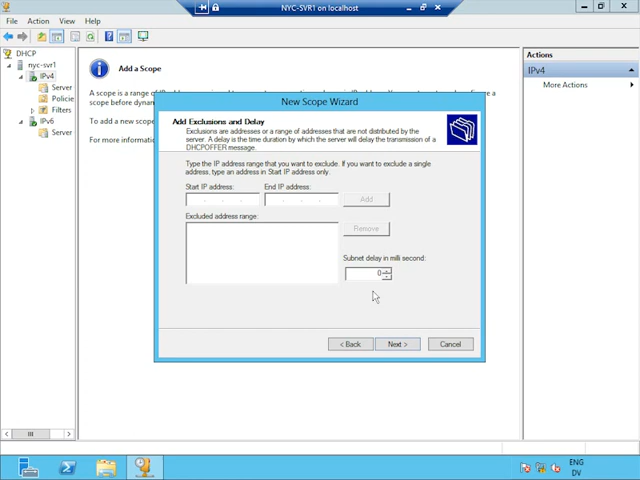 NYC-SVR1 on localhost
File Action View Help
DHCP
nyc-svr1
IPv4
Server
Policie
Filters
IPv6
Server
Add a Scope
A scope is a range of IP
scope before dynam
To add a new scope
For more information
Actions
IPv4
More Actions
New Scope Wizard
Add Exclusions and Delay
Exclusions are addresses or a range of addresses that are not distributed by the
server. A delay is the time duration by which the server will delay the transmission of a
DHCPOFFER message.
Type the IP address range that you want to exclude. If you want to exclude a single
address, type an address in Start IP address only.
Start IP address: End IP address:
Add
Excluded address range:
Remove
Subnet delay in milli second:
0
< Back Next > Cancel
ENG
DV